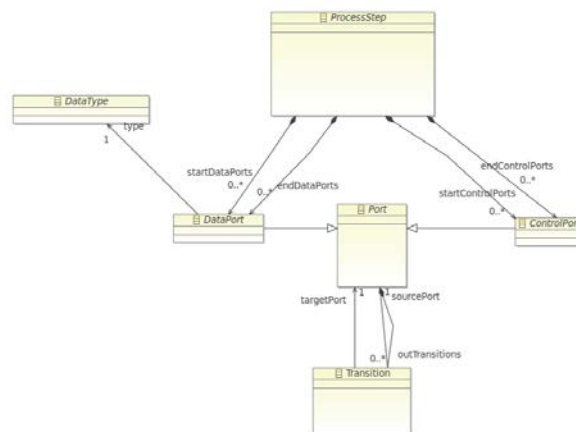 ProcessStep
DataType
type
1
endControlPorts
startDataPorts
0..*
0..*
endDataPorts
startControlPorts
0..*
0..*
DataPort
Port
ControlPort
targetPort
1
1
sourcePort
0..*
outTransitions
Transition